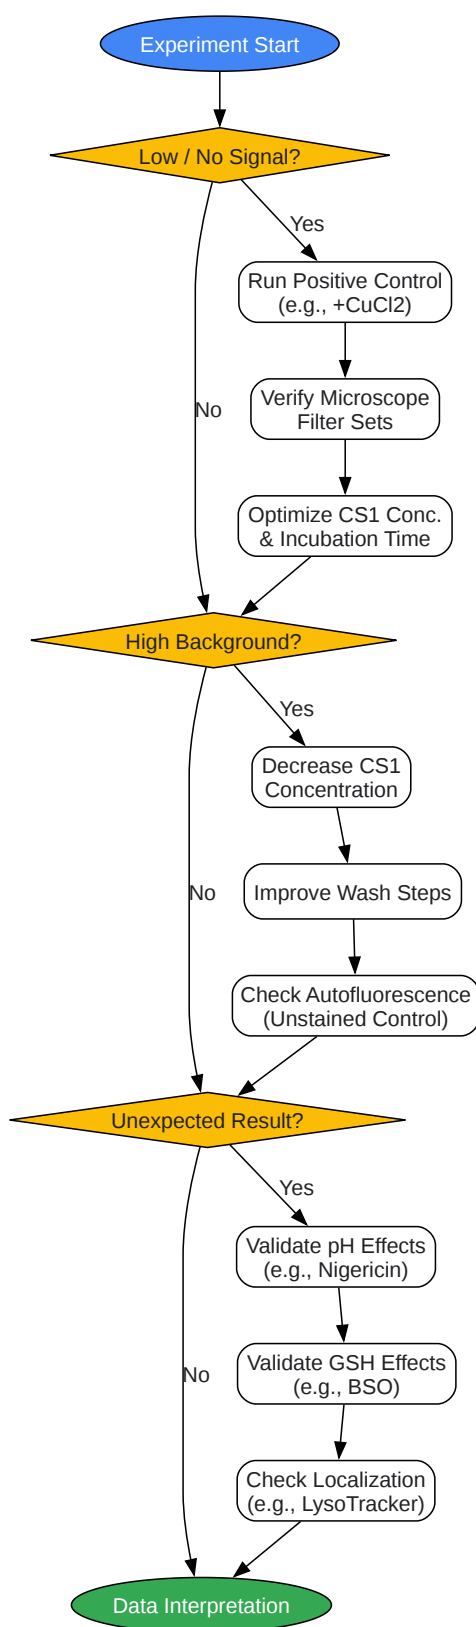 Experiment Start
Low / No Signal?
Yes
Run Positive Control
(e.g., +CuCl2)
Verify Microscope
Filter Sets
No
Optimize CS1 Conc.
& Incubation Time
High Background?
Yes
Decrease CS1
Concentration
No
Improve Wash Steps
Check Autofluorescence
(Unstained Control)
Unexpected Result?
Yes
Validate pH Effects
(e.g., Nigericin)
Validate GSH Effects
(e.g., BSO)
No
Check Localization
(e.g., LysoTracker)
Data Interpretation